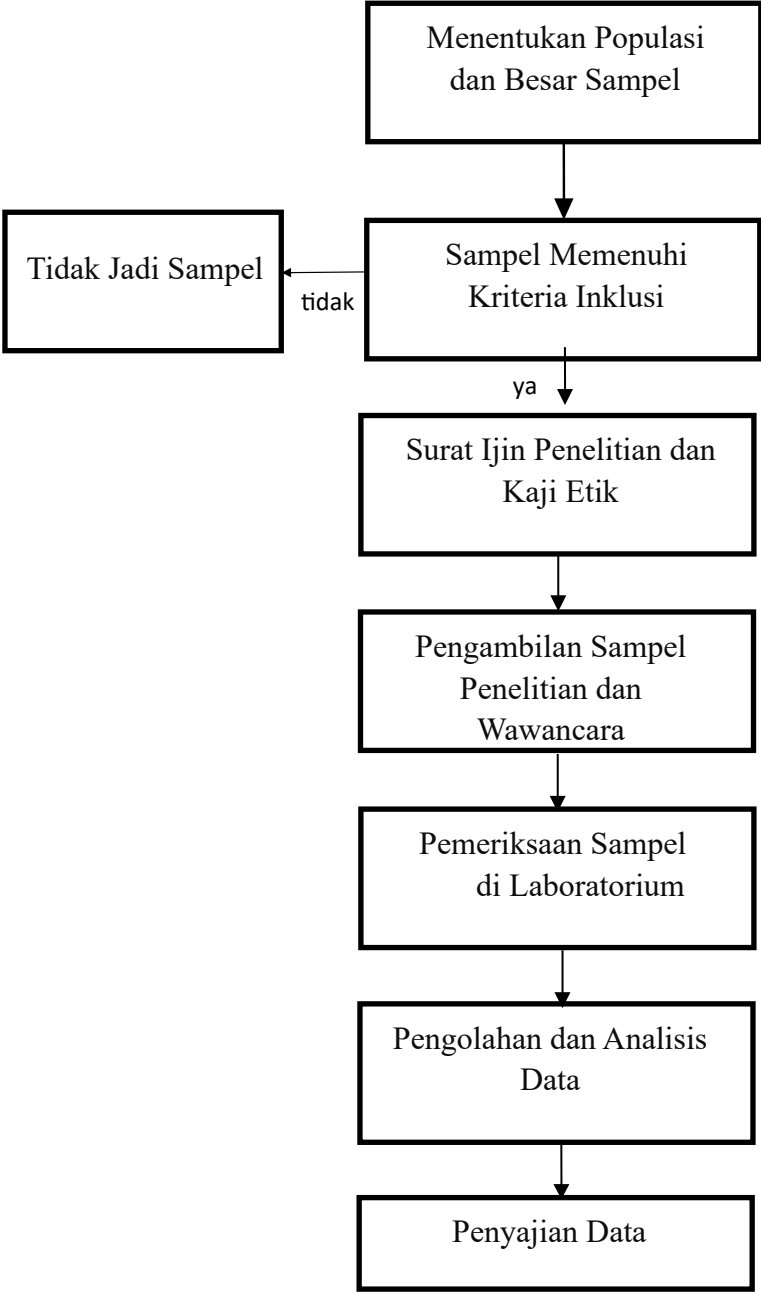 Menentukan Populasi
dan Besar Sampel
Sampel Memenuhi
Kriteria Inklusi
Tidak Jadi Sampel
tidak
ya
Surat Ijin Penelitian dan
Kaji Etik
Pengambilan Sampel
Penelitian dan
Wawancara
Pemeriksaan Sampel
di Laboratorium
Pengolahan dan Analisis
Data
Penyajian Data